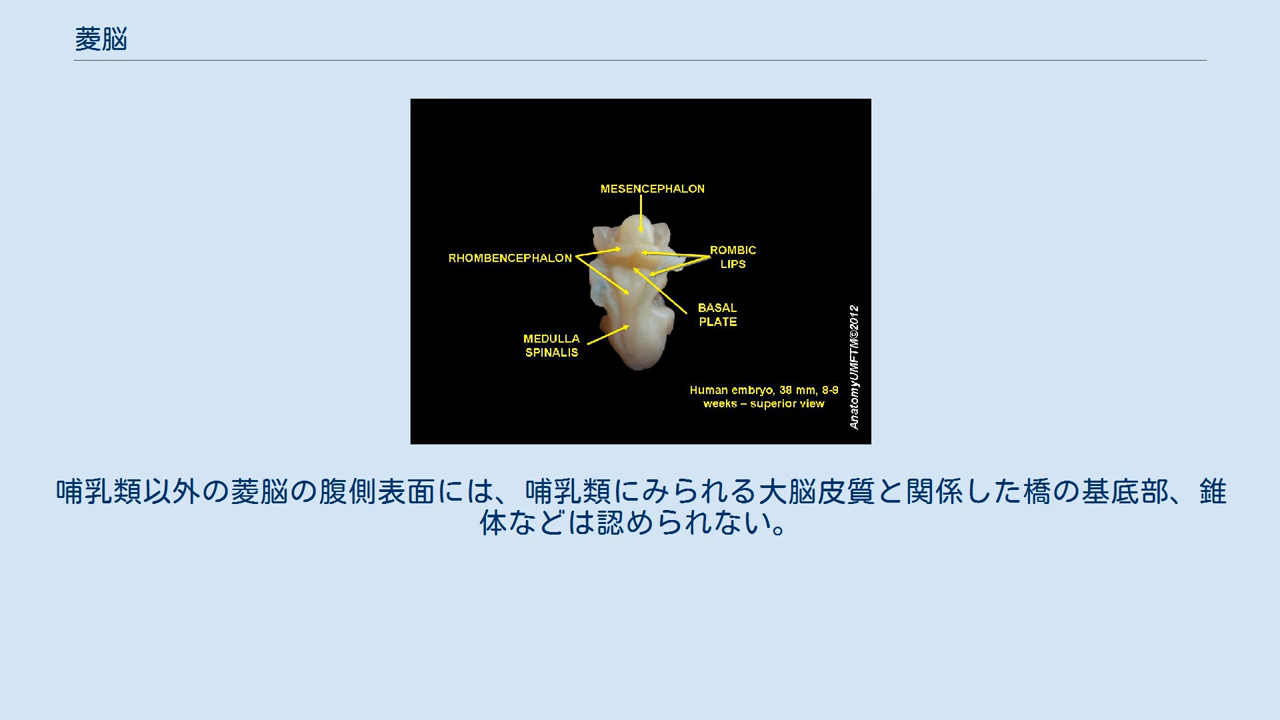 菱脳
MESENCEPHALON
RHOMBENCEPHALON
ROMBIC
LIPS
BASAL
PLATE
MEDULLA
SPINALIS
Human embryo, 38 mm, 8-9
weeks – superior view
AnatomyUMFTM©2012
哺乳類以外の菱脳の腹側表面には、哺乳類にみられる大脳皮質と関係した橋の基底部、錐
体などは認められない。